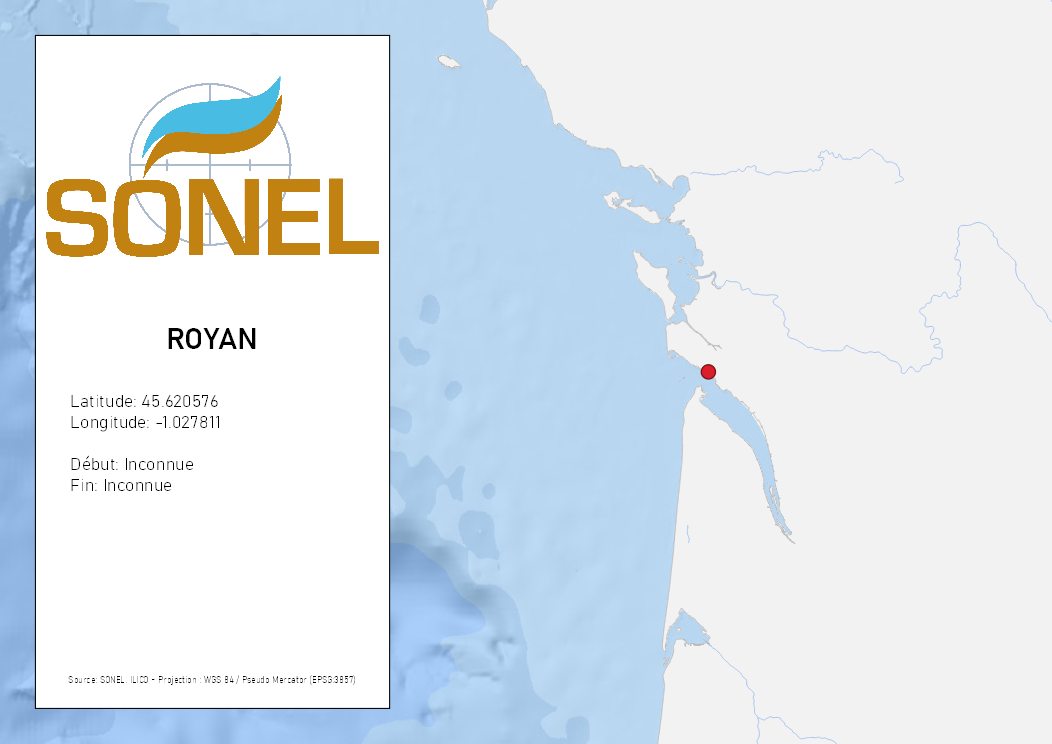 SONEL
ROYAN
Latitude: 45.620576
Longitude: -1.027811
Début: Inconnue
Fin: Inconnue
Source: SONEL, ILICO - Projection : WGS 84 / Pseudo Mercator (EPSG:3857)